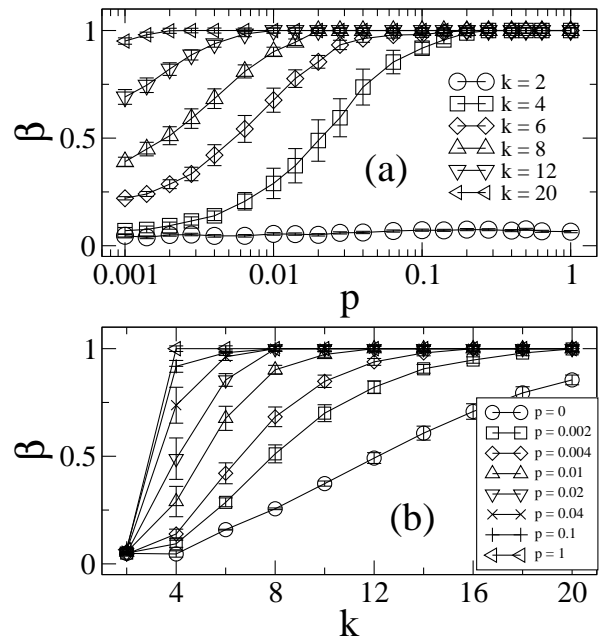 1
0.5
0
β
k = 2
k = 4
k = 6
k = 8
k = 12
k = 20
(a)
0.001 0.01 0.1 1
p
1
0.5
0
β
p = 0
p = 0.002
p = 0.004
p = 0.01
p = 0.02
p = 0.04
p = 0.1
p = 1
(b)
4 8 12 16 20
k